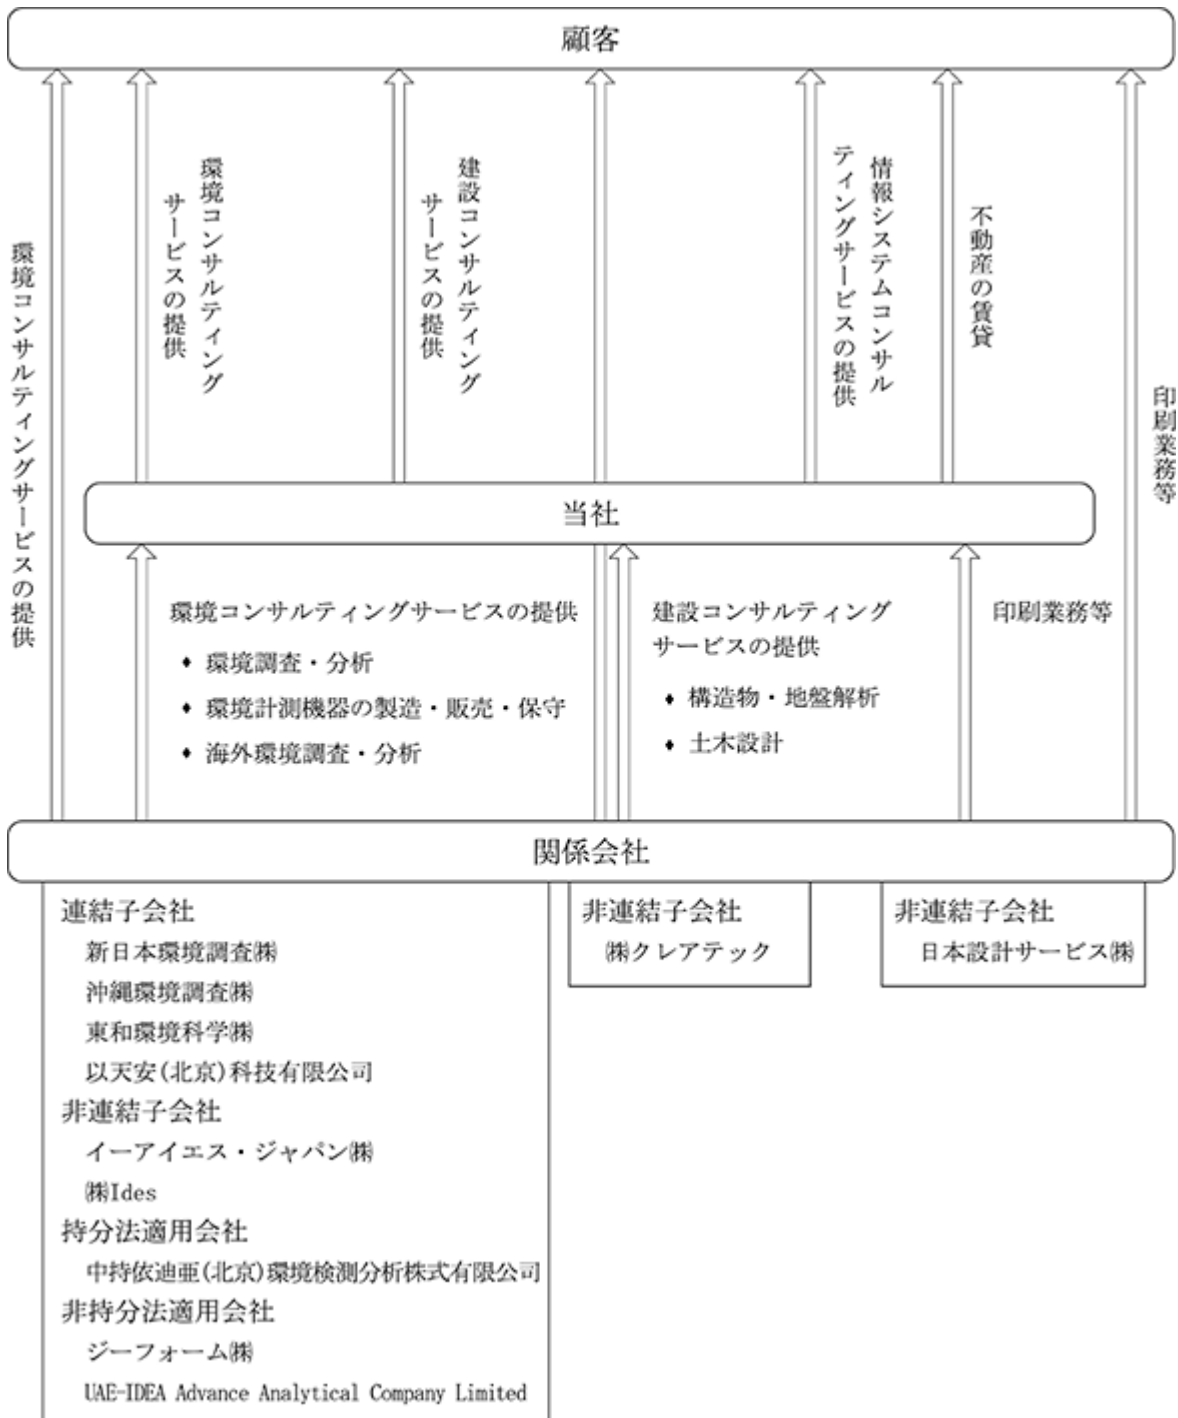 顧客
環境コンサルティングサービスの提供
環境コンサルティング
サービスの提供
建設コンサルティング
サービスの提供
情報システムコンサル
ティングサービスの提供
不動産の賃貸
印刷業務等
当社
環境コンサルティングサービスの提供
♦ 環境調査・分析
♦ 環境計測機器の製造・販売・保守
♦ 海外環境調査・分析
建設コンサルティング
サービスの提供
♦ 構造物・地盤解析
♦ 土木設計
印刷業務等
関係会社
連結子会社
新日本環境調査㈱
沖縄環境調査㈱
東和環境科学㈱
以天安(北京)科技有限公司
非連結子会社
イーアイエス・ジャパン㈱
㈱Ides
持分法適用会社
中持依迪亜(北京)環境検測分析株式有限公司
非持分法適用会社
ジーフォーム㈱
UAE-IDEA Advance Analytical Company Limited
非連結子会社
㈱クレアテック
非連結子会社
日本設計サービス㈱